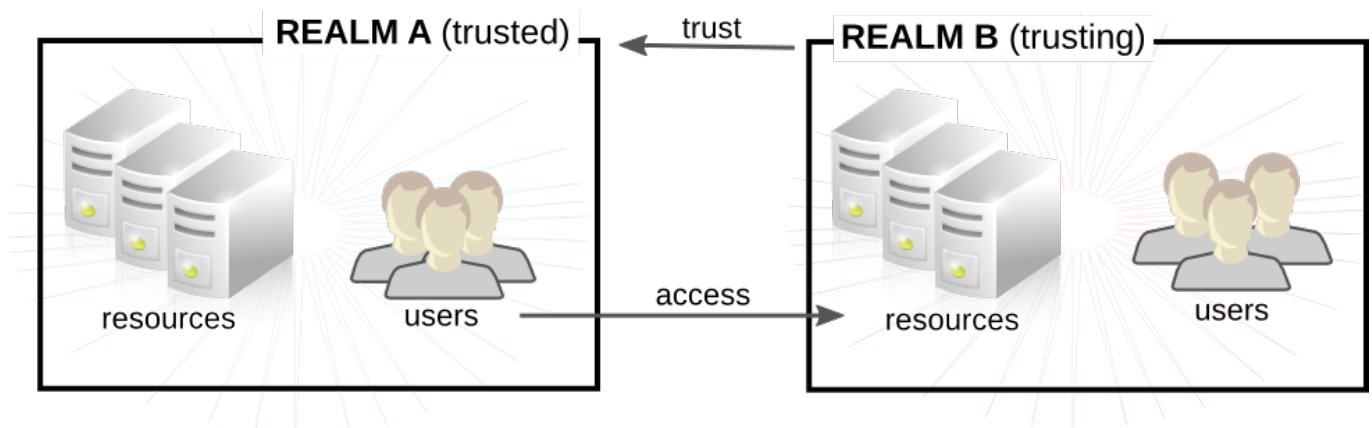 REALM A (trusted)
trust
REALM B (trusting)
resources
users
access
resources
users